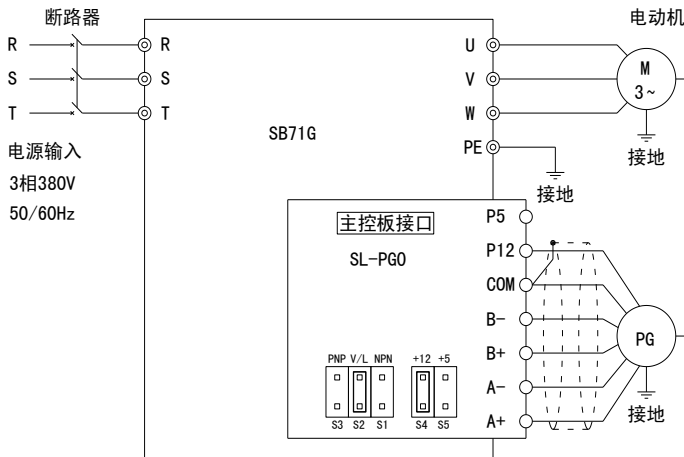 断路器
电动机
R
R
U
S
S
V
M
3~
T
T
W
SB71G
PE
电源输入
接地
3相380V
接地
50/60Hz
主控板接口
P5
SL-PG0
P12
COM
B-
PG
PNP V/L NPN
+12 +5
B+
A-
接地
S3 S2 S1
S4 S5
A+